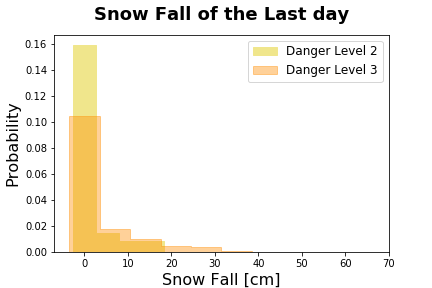 Snow Fall of the Last day
Danger Level 2
Danger Level 3
Probability
0.16
0.14
0.12
0.10
0.08
0.06
0.04
0.02
0.00
0 10 20 30 40 50 60 70
Snow Fall [cm]